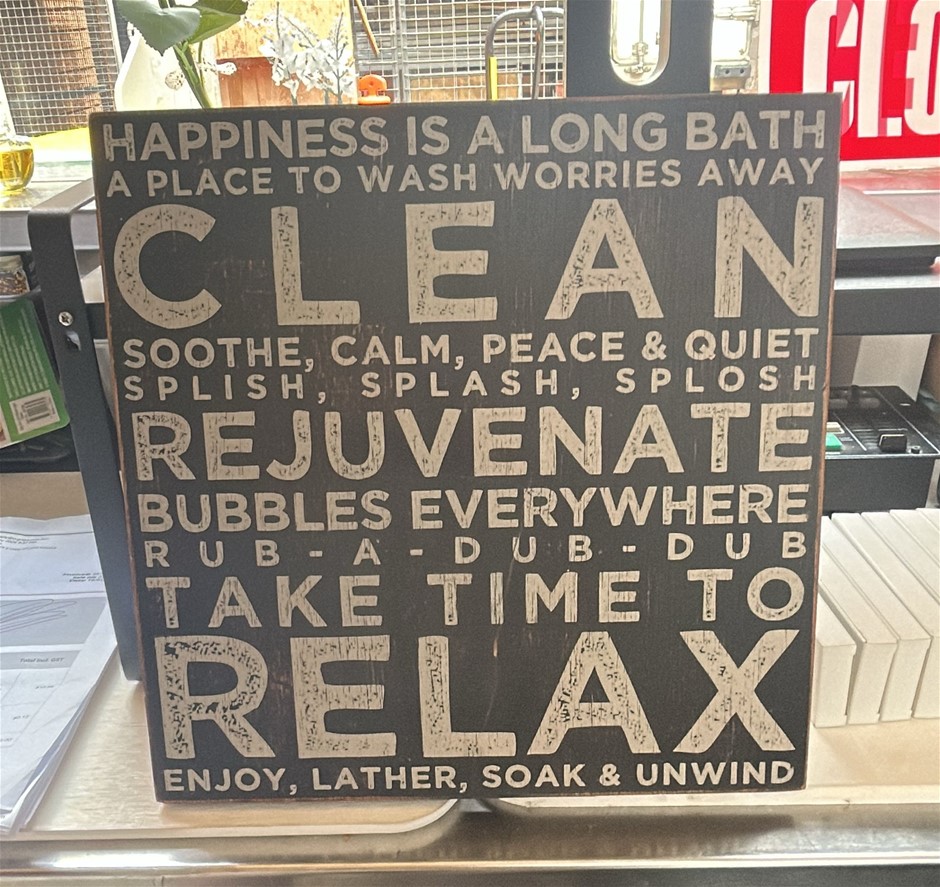 HAPPINESS IS A LONG BATH
A PLACE TO WASH WORRIES AWAY
CLEAN
SOOTHE, CALM, PEACE & QUIET
SPLISH, SPLASH, SPLOSH
REJUVENATE
BUBBLES EVERYWHERE
RUB-A-DUB-DUB
TAKE TIME TO
RELAX
ENJOY, LATHER, SOAK & UNWIND